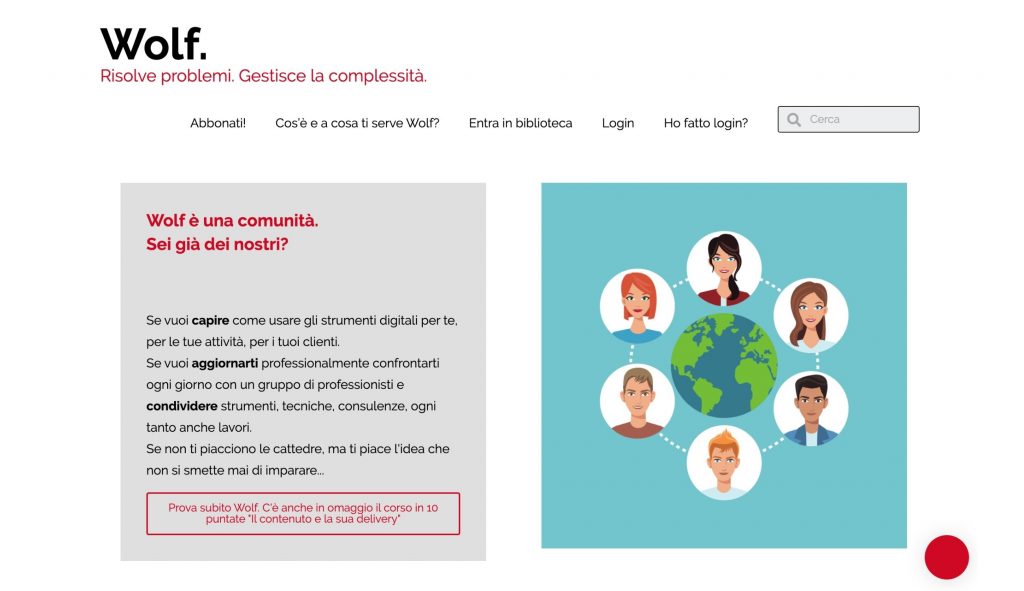 Wolf.
Risolve problemi. Gestisce la complessità.
Abbonati! Cos'è e a cosa ti serve Wolf? Entra in biblioteca Login Ho fatto login? Cerca
Wolf è una comunità.
Sei già dei nostri?
Se vuoi capire come usare gli strumenti digitali per te,
per le tue attività, per i tuoi clienti.
Se vuoi aggiornarti professionalmente confrontarti
ogni giorno con un gruppo di professionisti e
condividere strumenti, tecniche, consulenze, ogni
tanto anche lavori.
Se non ti piacciono le cattedre, ma ti piace l'idea che
non si smette mai di imparare...
Prova subito Wolf. C'è anche in omaggio il corso in 10
puntate "Il contenuto e la sua delivery"